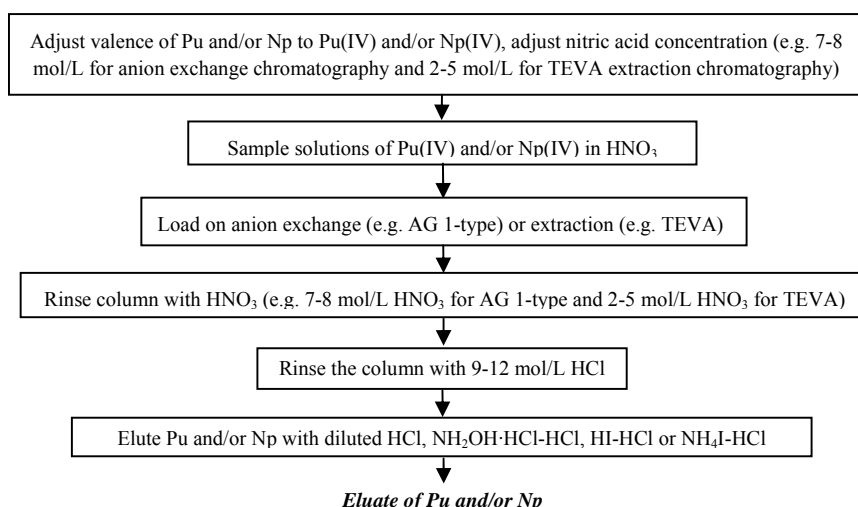 Adjust valence of Pu and/or Np to Pu(IV) and/or Np(IV), adjust nitric acid concentration (e.g. 7-8
mol/L for anion exchange chromatography and 2-5 mol/L for TEVA extraction chromatography)
Sample solutions of Pu(IV) and/or Np(IV) in HNO₃
Load on anion exchange (e.g. AG 1-type) or extraction (e.g. TEVA)
Rinse column with HNO₃ (e.g. 7-8 mol/L HNO₃ for AG 1-type and 2-5 mol/L HNO₃ for TEVA)
Rinse the column with 9-12 mol/L HCl
Elute Pu and/or Np with diluted HCl, NH₂OH·HCl-HCl, HI-HCl or NH₄I-HCl
Eluate of Pu and/or Np